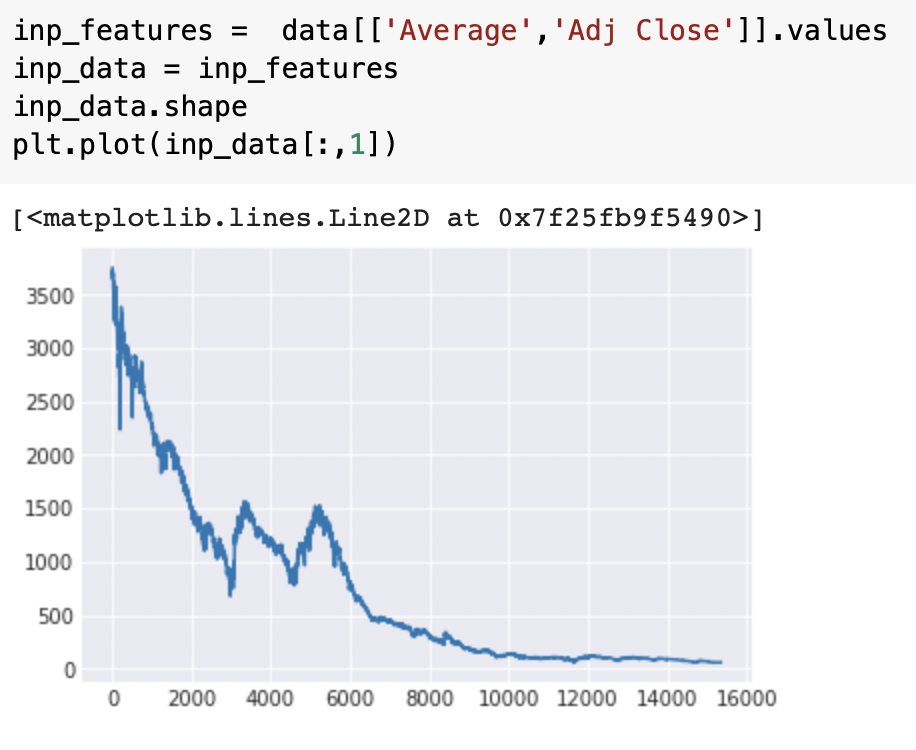 inp_features =  data[['Average','Adj Close']].values
inp_data = inp_features
inp_data.shape
plt.plot(inp_data[:,1])
[<matplotlib.lines.Line2D at 0x7f25fb9f5490>]
3500
3000
2500
2000
1500
1000
500
0
0 2000 4000 6000 8000 10000 12000 14000 16000